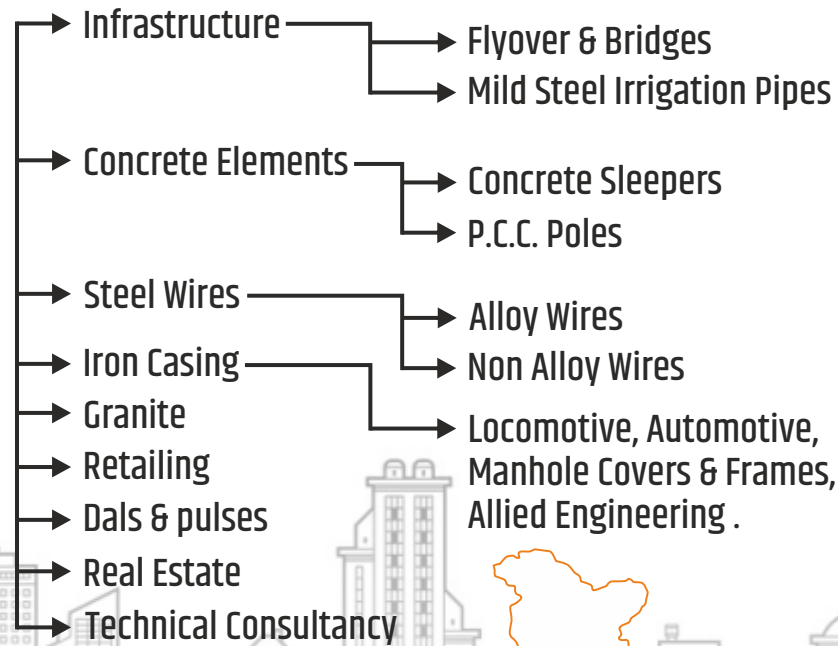 Infrastructure
Flyover & Bridges
Mild Steel Irrigation Pipes
Concrete Elements
Concrete Sleepers
P.C.C. Poles
Steel Wires
Alloy Wires
Non Alloy Wires
Iron Casing
Locomotive, Automotive,
Manhole Covers & Frames,
Allied Engineering .
Granite
Retailing
Dals & pulses
Real Estate
Technical Consultancy